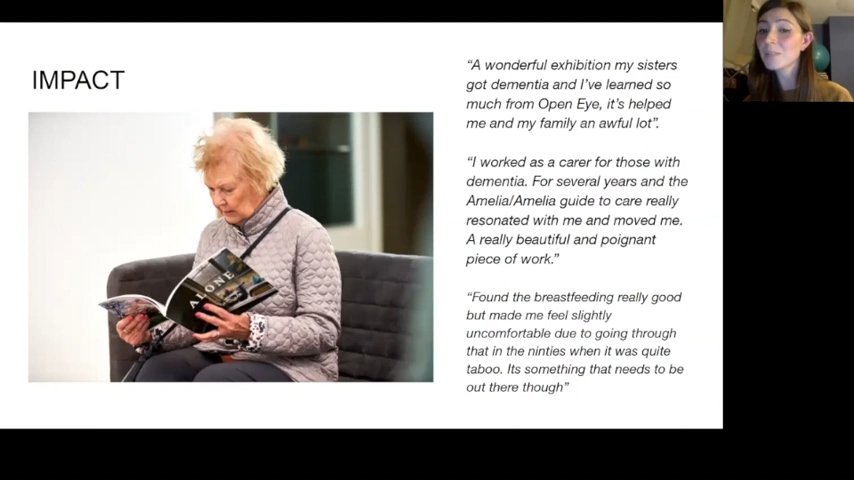 IMPACT
ALONE
“A wonderful exhibition my sisters
got dementia and I’ve learned so
much from Open Eye, it’s helped
me and my family an awful lot”.
“I worked as a carer for those with
dementia. For several years and the
Amelia/Amelia guide to care really
resonated with me and moved me.
A really beautiful and poignant
piece of work.”
“Found the breastfeeding really good
but made me feel slightly
uncomfortable due to going through
that in the ninties when it was quite
taboo. Its something that needs to be
out there though”